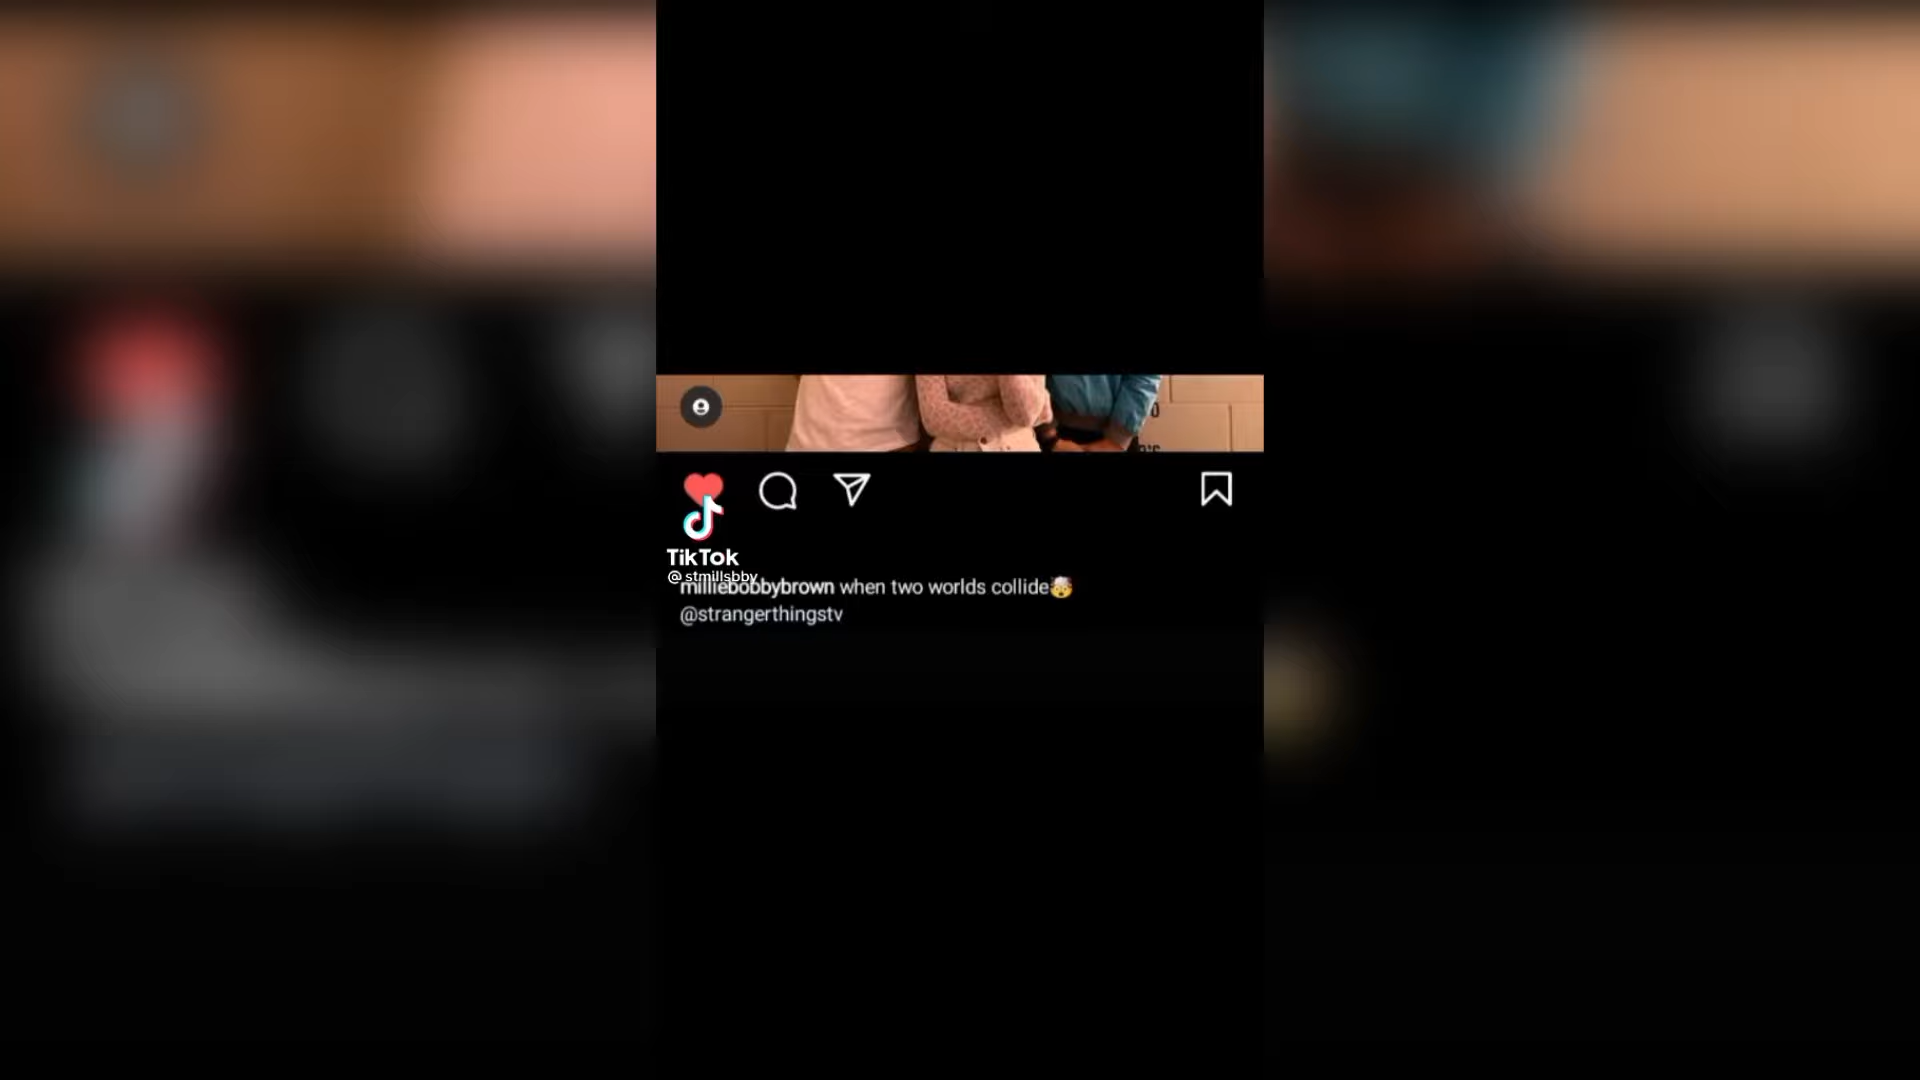 TikTok
@stmillsbby
milliebobbybrown when two worlds collide🤯
@strangerthingstv